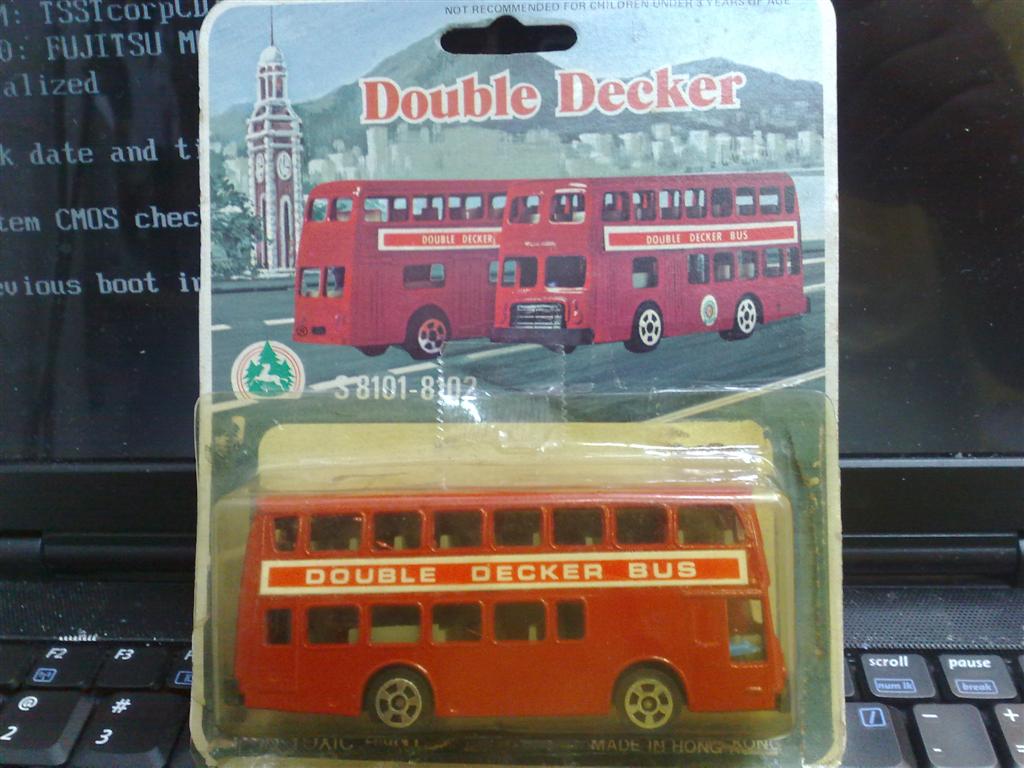 NOT RECOMMENDED FOR CHILDREN UNDER 3 YEARS OF AGE
TSSTcorpCD
0: FUJITSU M
alized
k date and ti
tem CMOS chec
evious boot in
Double Decker
DOUBLE DECKER
DOUBLE DECKER BUS
S 8101-8102
DOUBLE DECKER BUS
MADE IN HONG KONG
F2
F3
@
2
#
3
scroll
num lk
pause
break
/
-
-
+